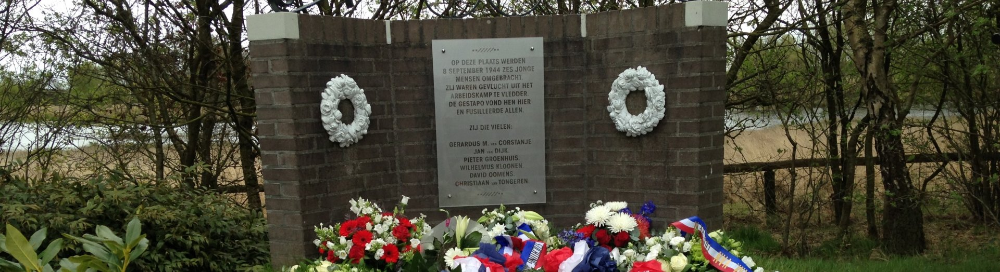 OP DEZE PLAATS WERDEN
8 SEPTEMBER 1944 ZES JONGE
MENSEN OMGEBRACHT.
ZIJ WAREN GEVLUCHT UIT HET
ARBEIDSKAMP TE VLEDDER.
DE GESTAPO VOND HEN HIER
EN FUSILLEERDE ALLEN.
ZIJ DIE VIELEN:
GERARDUS M. VAN CORSTANJE
JAN VAN DIJK.
PIETER GROENHUIS.
WILHELMUS KLOONEN.
DAVID OOMENS.
CHRISTIAAN VAN TONGEREN.